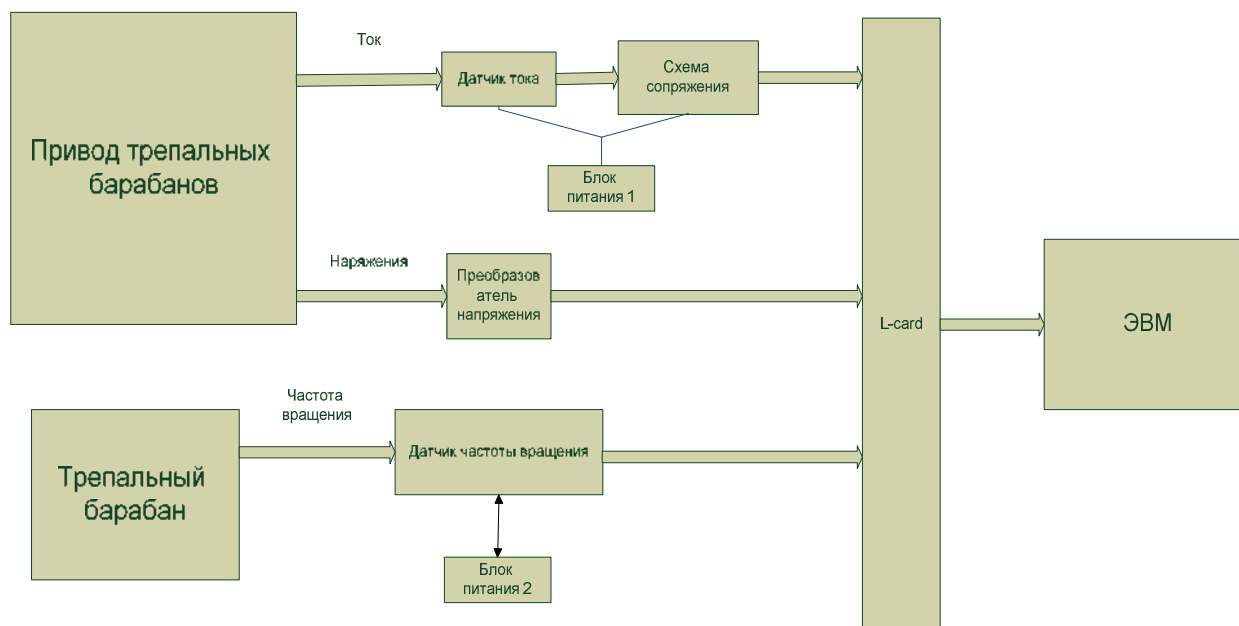 Ток
Датчик тока
Схема
сопряжения
Привод трепальных
барабанов
Блок
питания 1
Наряжения
Преобразов
атель
напряжения
L-card
ЭВМ
Частота
вращения
Датчик частоты вращения
Трепальный
барабан
Блок
питания 2